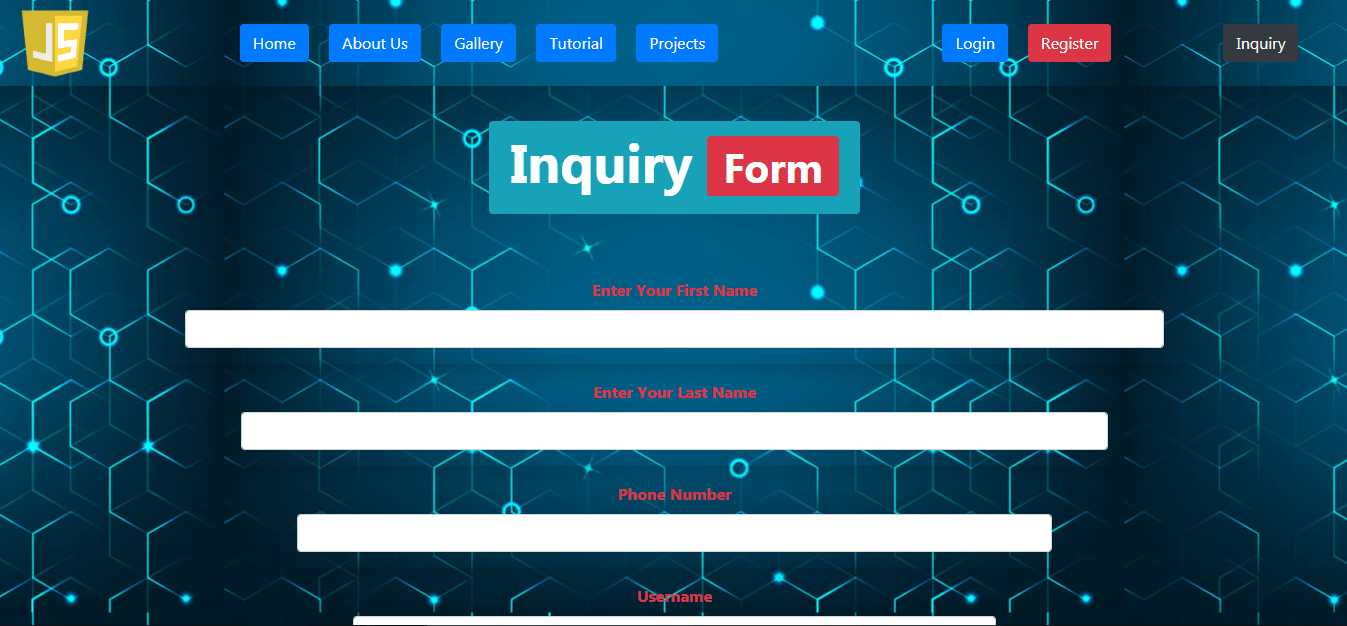 JS
Home About Us Gallery Tutorial Projects Login Register Inquiry
Inquiry Form
Enter Your First Name
Enter Your Last Name
Phone Number
Username